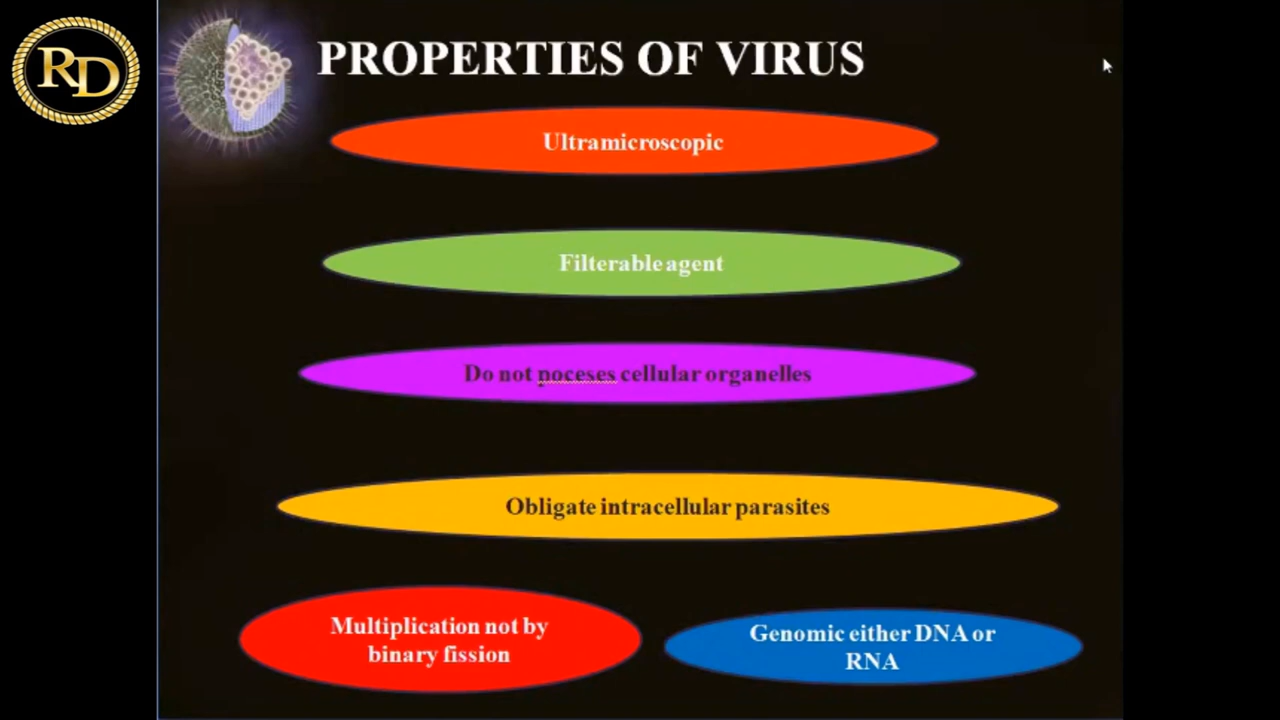 RD
PROPERTIES OF VIRUS
Ultramicroscopic
Filterable agent
Do not poceses cellular organelles
Obligate intracellular parasites
Multiplication not by
binary fission
Genomic either DNA or
RNA